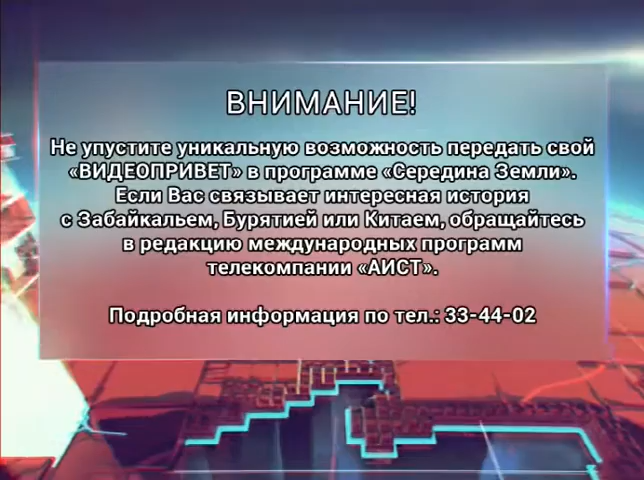 ВНИМАНИЕ!
Не упустите уникальную возможность передать свой
«ВИДЕОПРИВЕТ» в программе «Середина Земли».
Если Вас связывает интересная история
с Забайкальем, Бурятией или Китаем, обращайтесь
в редакцию международных программ
телекомпании «АИСТ».
Подробная информация по тел.: 33-44-02